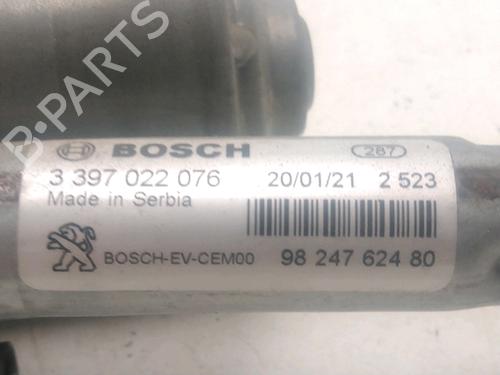 B-PARTS
BOSCH 287
3 397 022 076 20/01/21 2 523
Made in Serbia
BOSCH-EV-CEM00 98 247 624 80